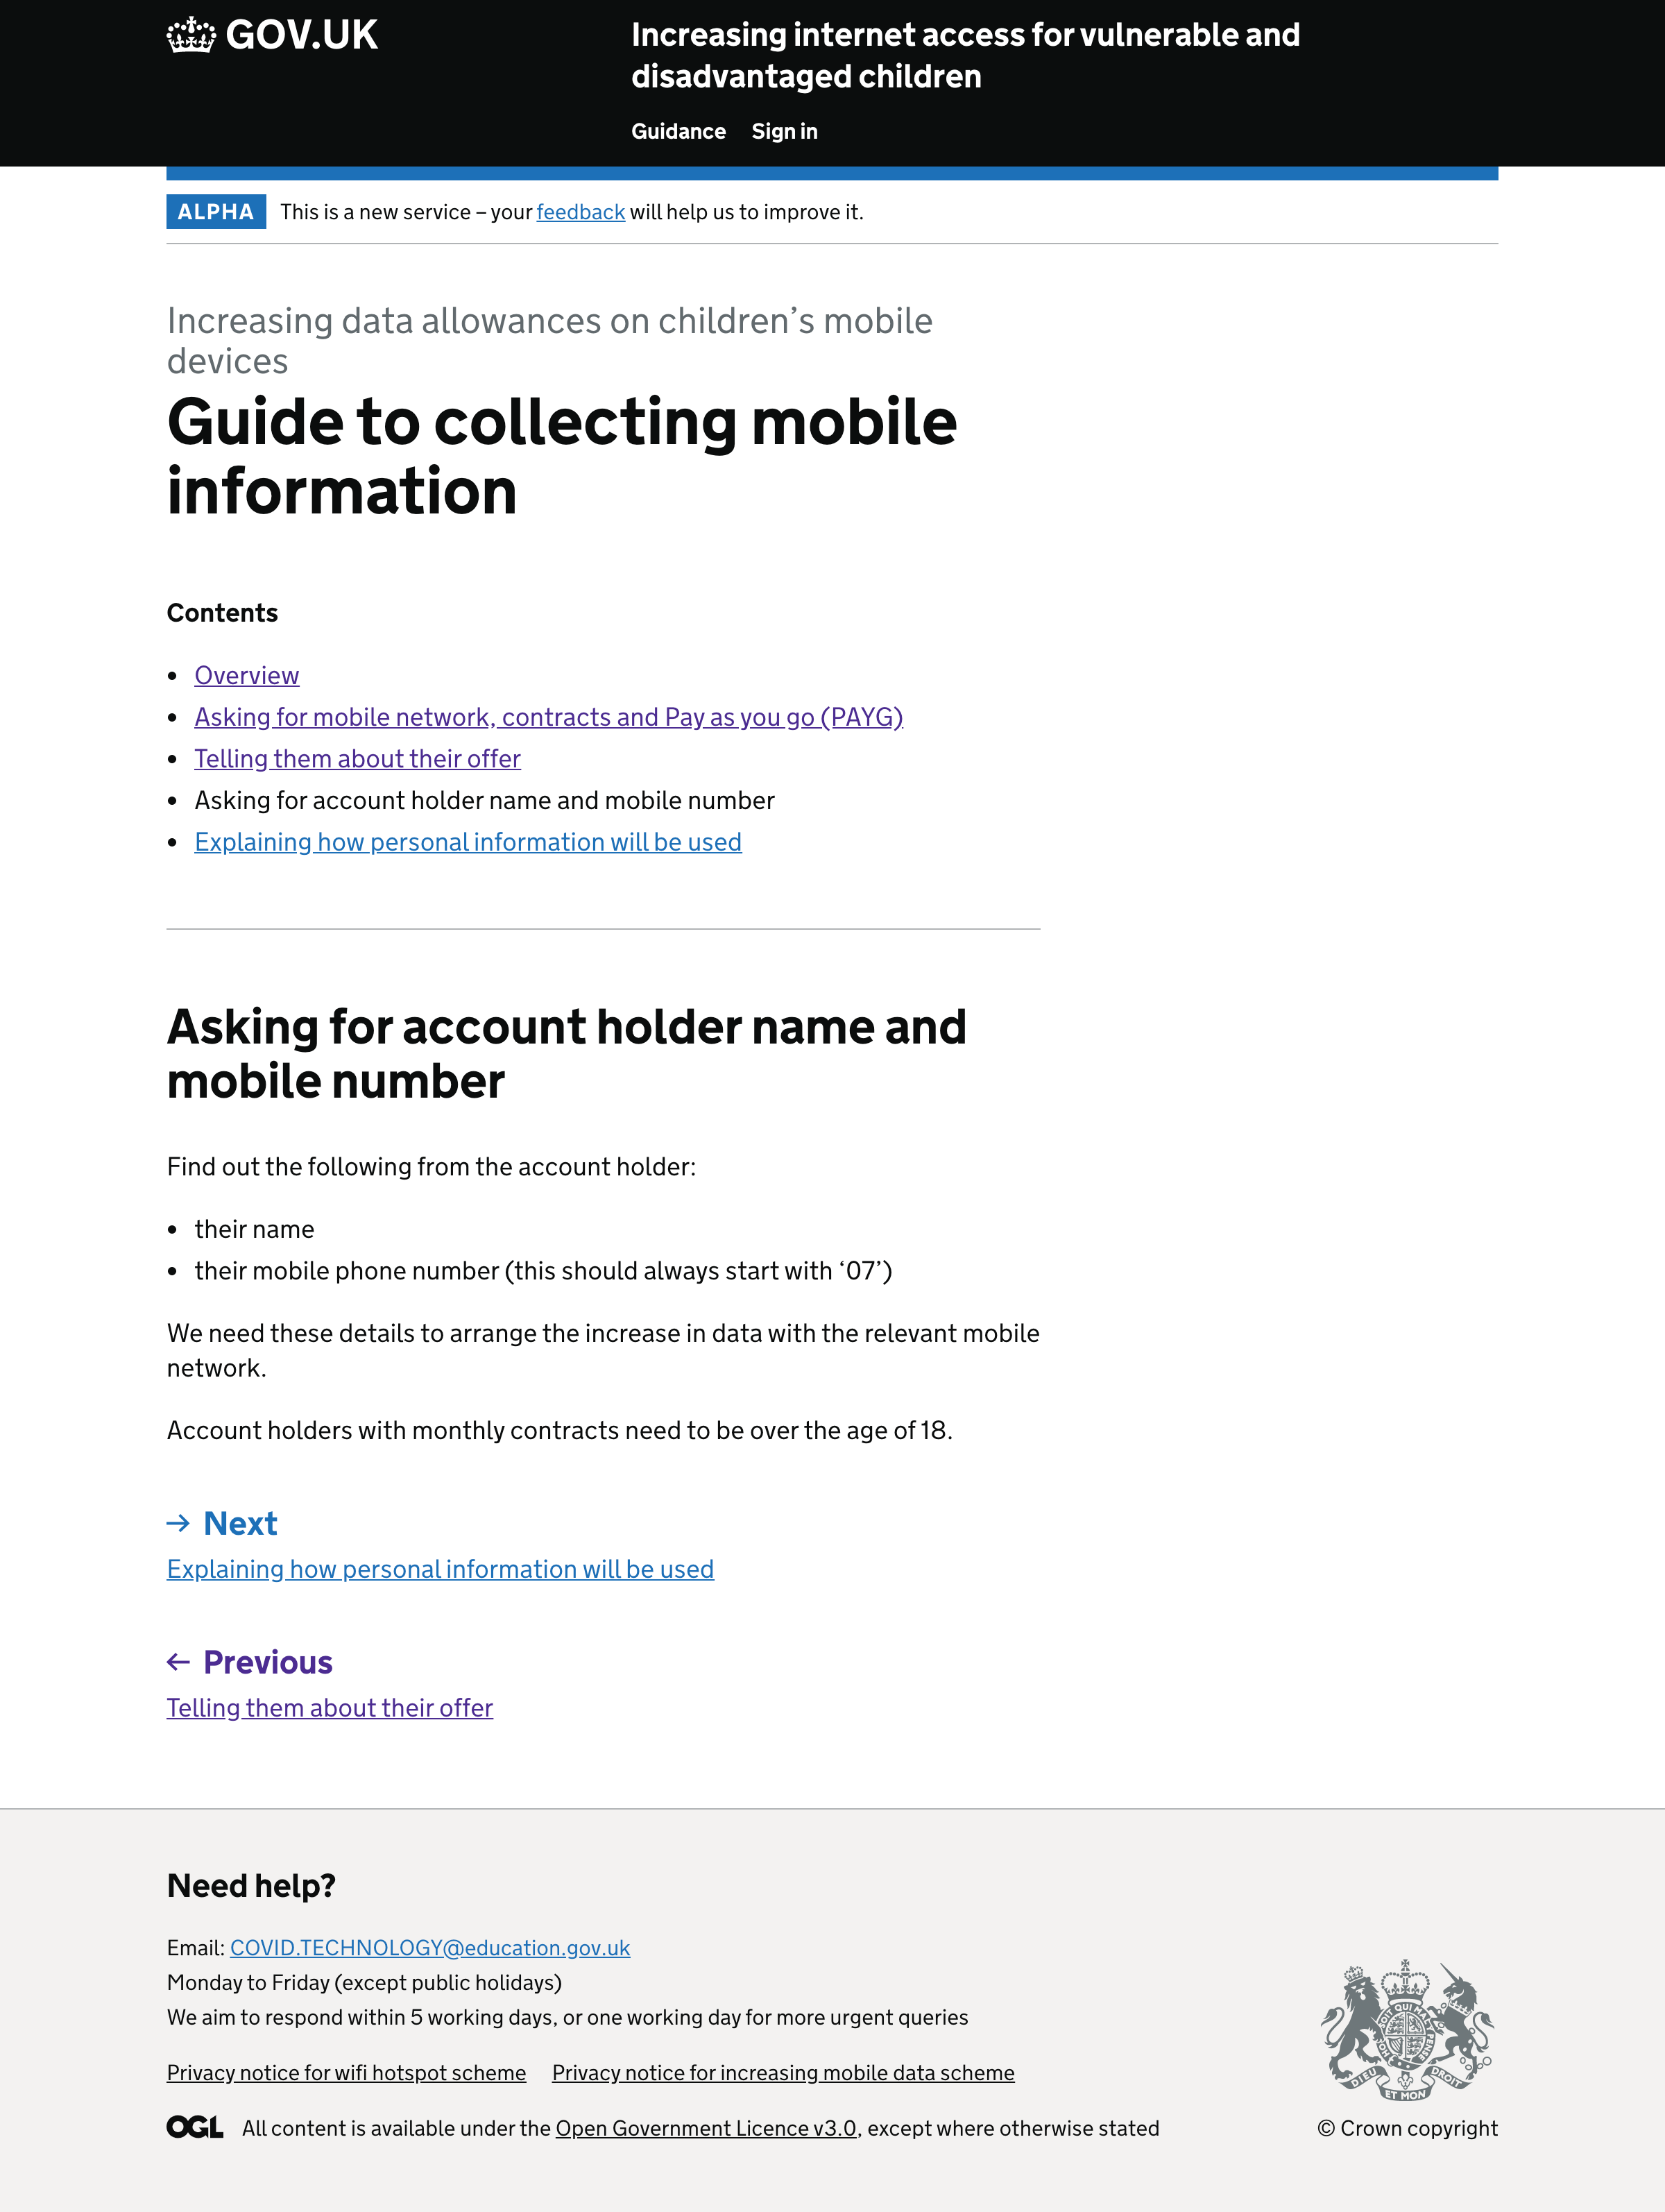 GOV.UK
Increasing internet access for vulnerable and
disadvantaged children
Guidance Sign in
ALPHA This is a new service – your feedback will help us to improve it.
Increasing data allowances on children’s mobile
devices
Guide to collecting mobile
information
Contents
• Overview
• Asking for mobile network, contracts and Pay as you go (PAYG)
• Telling them about their offer
• Asking for account holder name and mobile number
• Explaining how personal information will be used
Asking for account holder name and
mobile number
Find out the following from the account holder:
• their name
• their mobile phone number (this should always start with ‘07’)
We need these details to arrange the increase in data with the relevant mobile
network.
Account holders with monthly contracts need to be over the age of 18.
→ Next
Explaining how personal information will be used
← Previous
Telling them about their offer
Need help?
Email: COVID.TECHNOLOGY@education.gov.uk
Monday to Friday (except public holidays)
We aim to respond within 5 working days, or one working day for more urgent queries
Privacy notice for wifi hotspot scheme Privacy notice for increasing mobile data scheme
OGL All content is available under the Open Government Licence v3.0, except where otherwise stated
DIEU ET MON DROIT
© Crown copyright